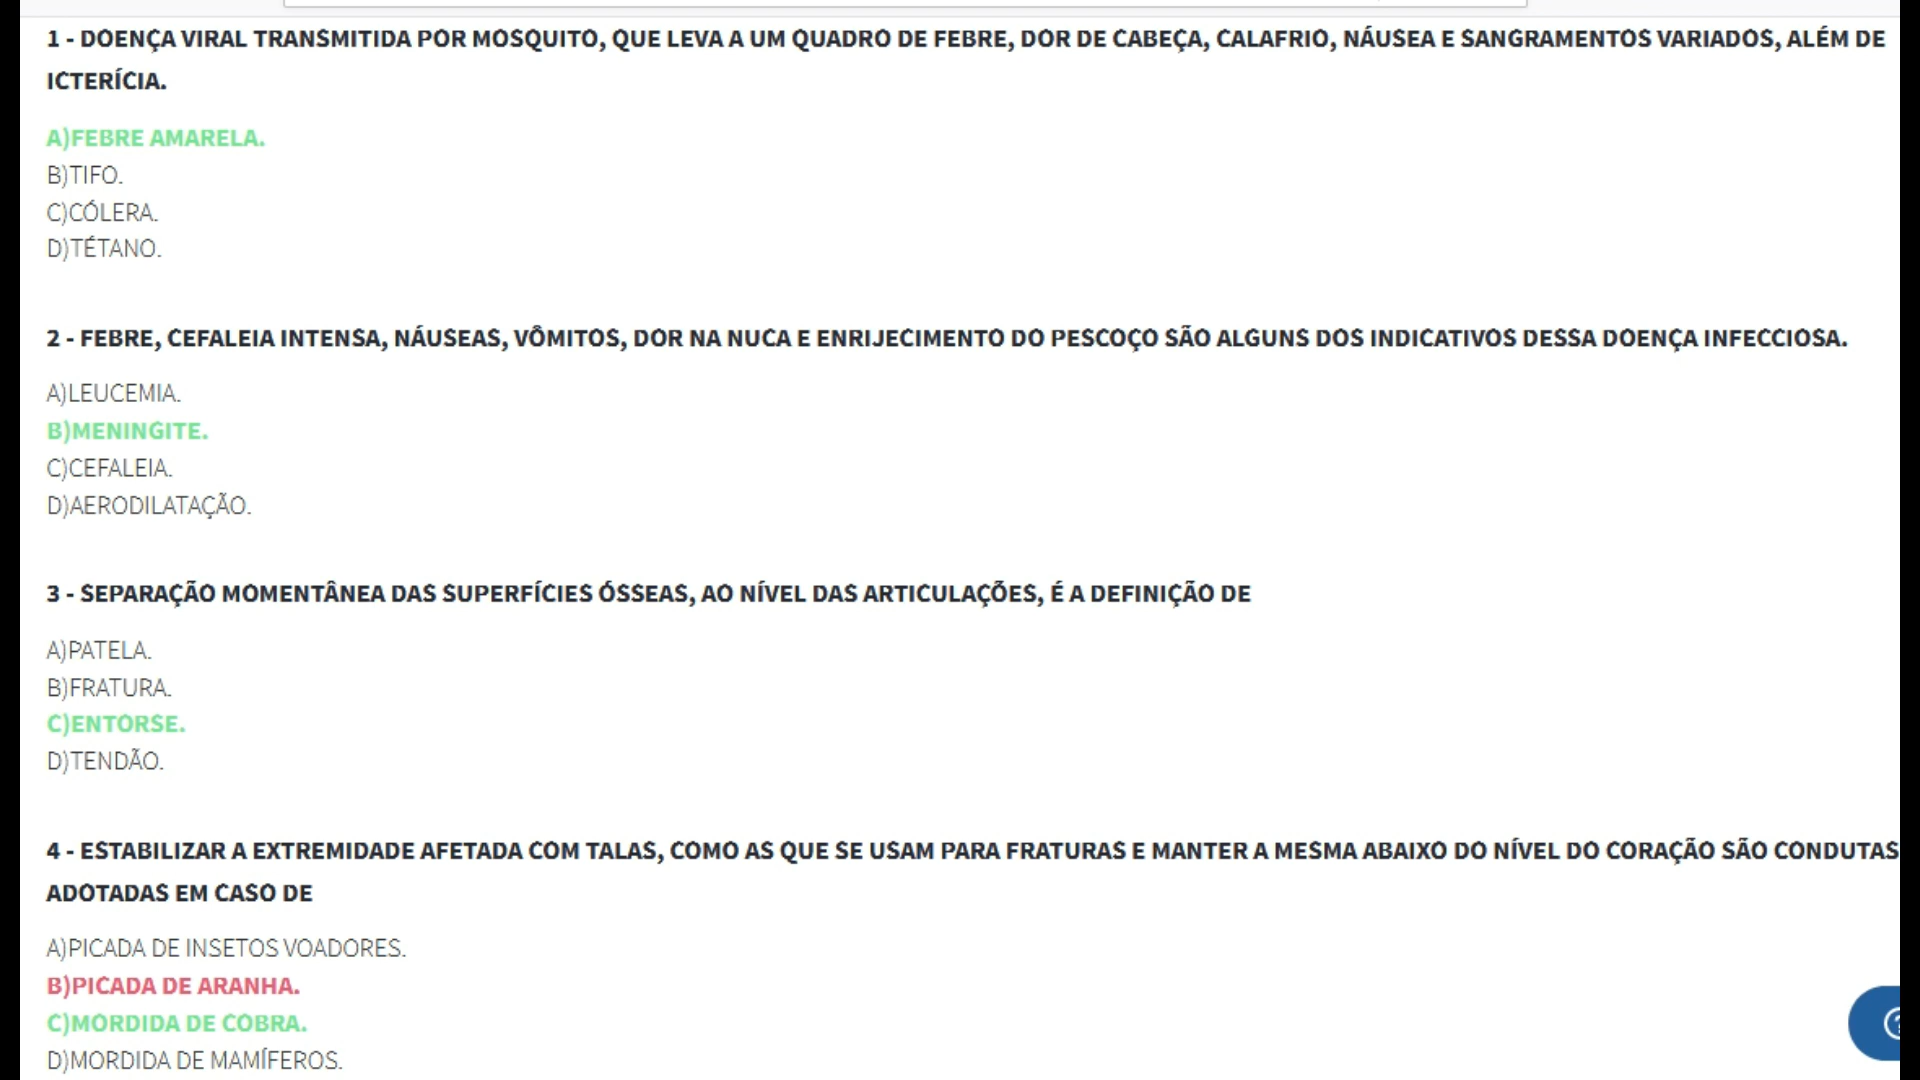 1 - DOENÇA VIRAL TRANSMITIDA POR MOSQUITO, QUE LEVA A UM QUADRO DE FEBRE, DOR DE CABEÇA, CALAFRIO, NÁUSEA E SANGRAMENTOS VARIADOS, ALÉM DE
ICTERÍCIA.
A)FEBRE AMARELA.
B)TIFO.
C)CÓLERA.
D)TÉTANO.
2 - FEBRE, CEFALEIA INTENSA, NÁUSEAS, VÔMITOS, DOR NA NUCA E ENRIJECIMENTO DO PESCOÇO SÃO ALGUNS DOS INDICATIVOS DESSA DOENÇA INFECCIOSA.
A)LEUCEMIA.
B)MENINGITE.
C)CEFALEIA.
D)AERODILATAÇÃO.
3 - SEPARAÇÃO MOMENTÂNEA DAS SUPERFÍCIES ÓSSEAS, AO NÍVEL DAS ARTICULAÇÕES, É A DEFINIÇÃO DE
A)PATELA.
B)FRATURA.
C)ENTORSE.
D)TENDÃO.
4 - ESTABILIZAR A EXTREMIDADE AFETADA COM TALAS, COMO AS QUE SE USAM PARA FRATURAS E MANTER A MESMA ABAIXO DO NÍVEL DO CORAÇÃO SÃO CONDUTAS
ADOTADAS EM CASO DE
A)PICADA DE INSETOS VOADORES.
B)PICADA DE ARANHA.
C)MORDIDA DE COBRA.
D)MORDIDA DE MAMÍFEROS.